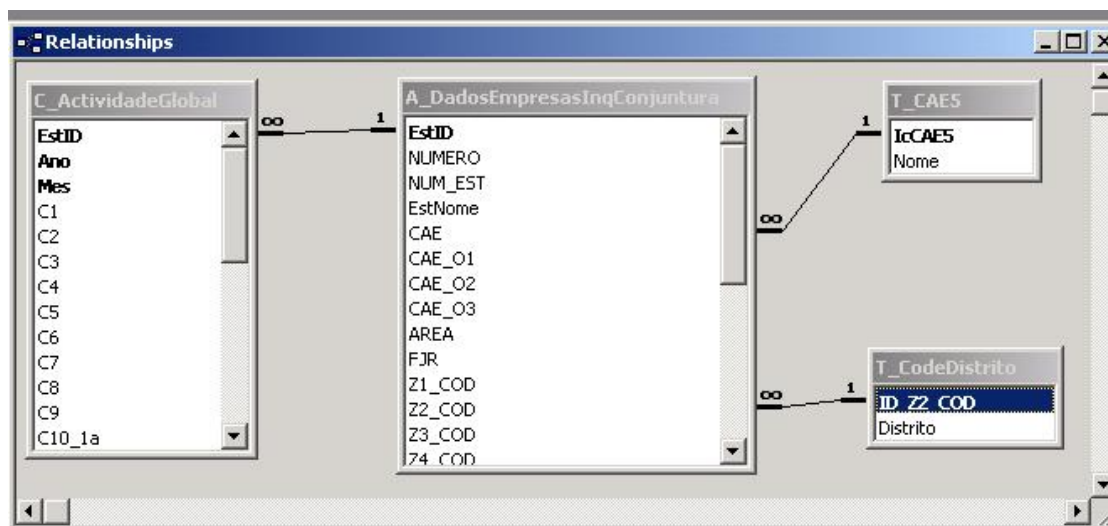 Relationships
C_ActividadeGlobal
EstID
Ano
Mes
C1
C2
C3
C4
C5
C6
C7
C8
C9
C10_1a
∞
1
A_DadosEmpresasInqConjuntura
EstID
NUMERO
NUM_EST
EstNome
CAE
CAE_O1
CAE_O2
CAE_O3
AREA
FJR
Z1_COD
Z2_COD
Z3_COD
Z4_COD
∞
1
T_CAE5
IcCAE5
Nome
∞
1
T_CodeDistrito
ID_Z2_COD
Distrito